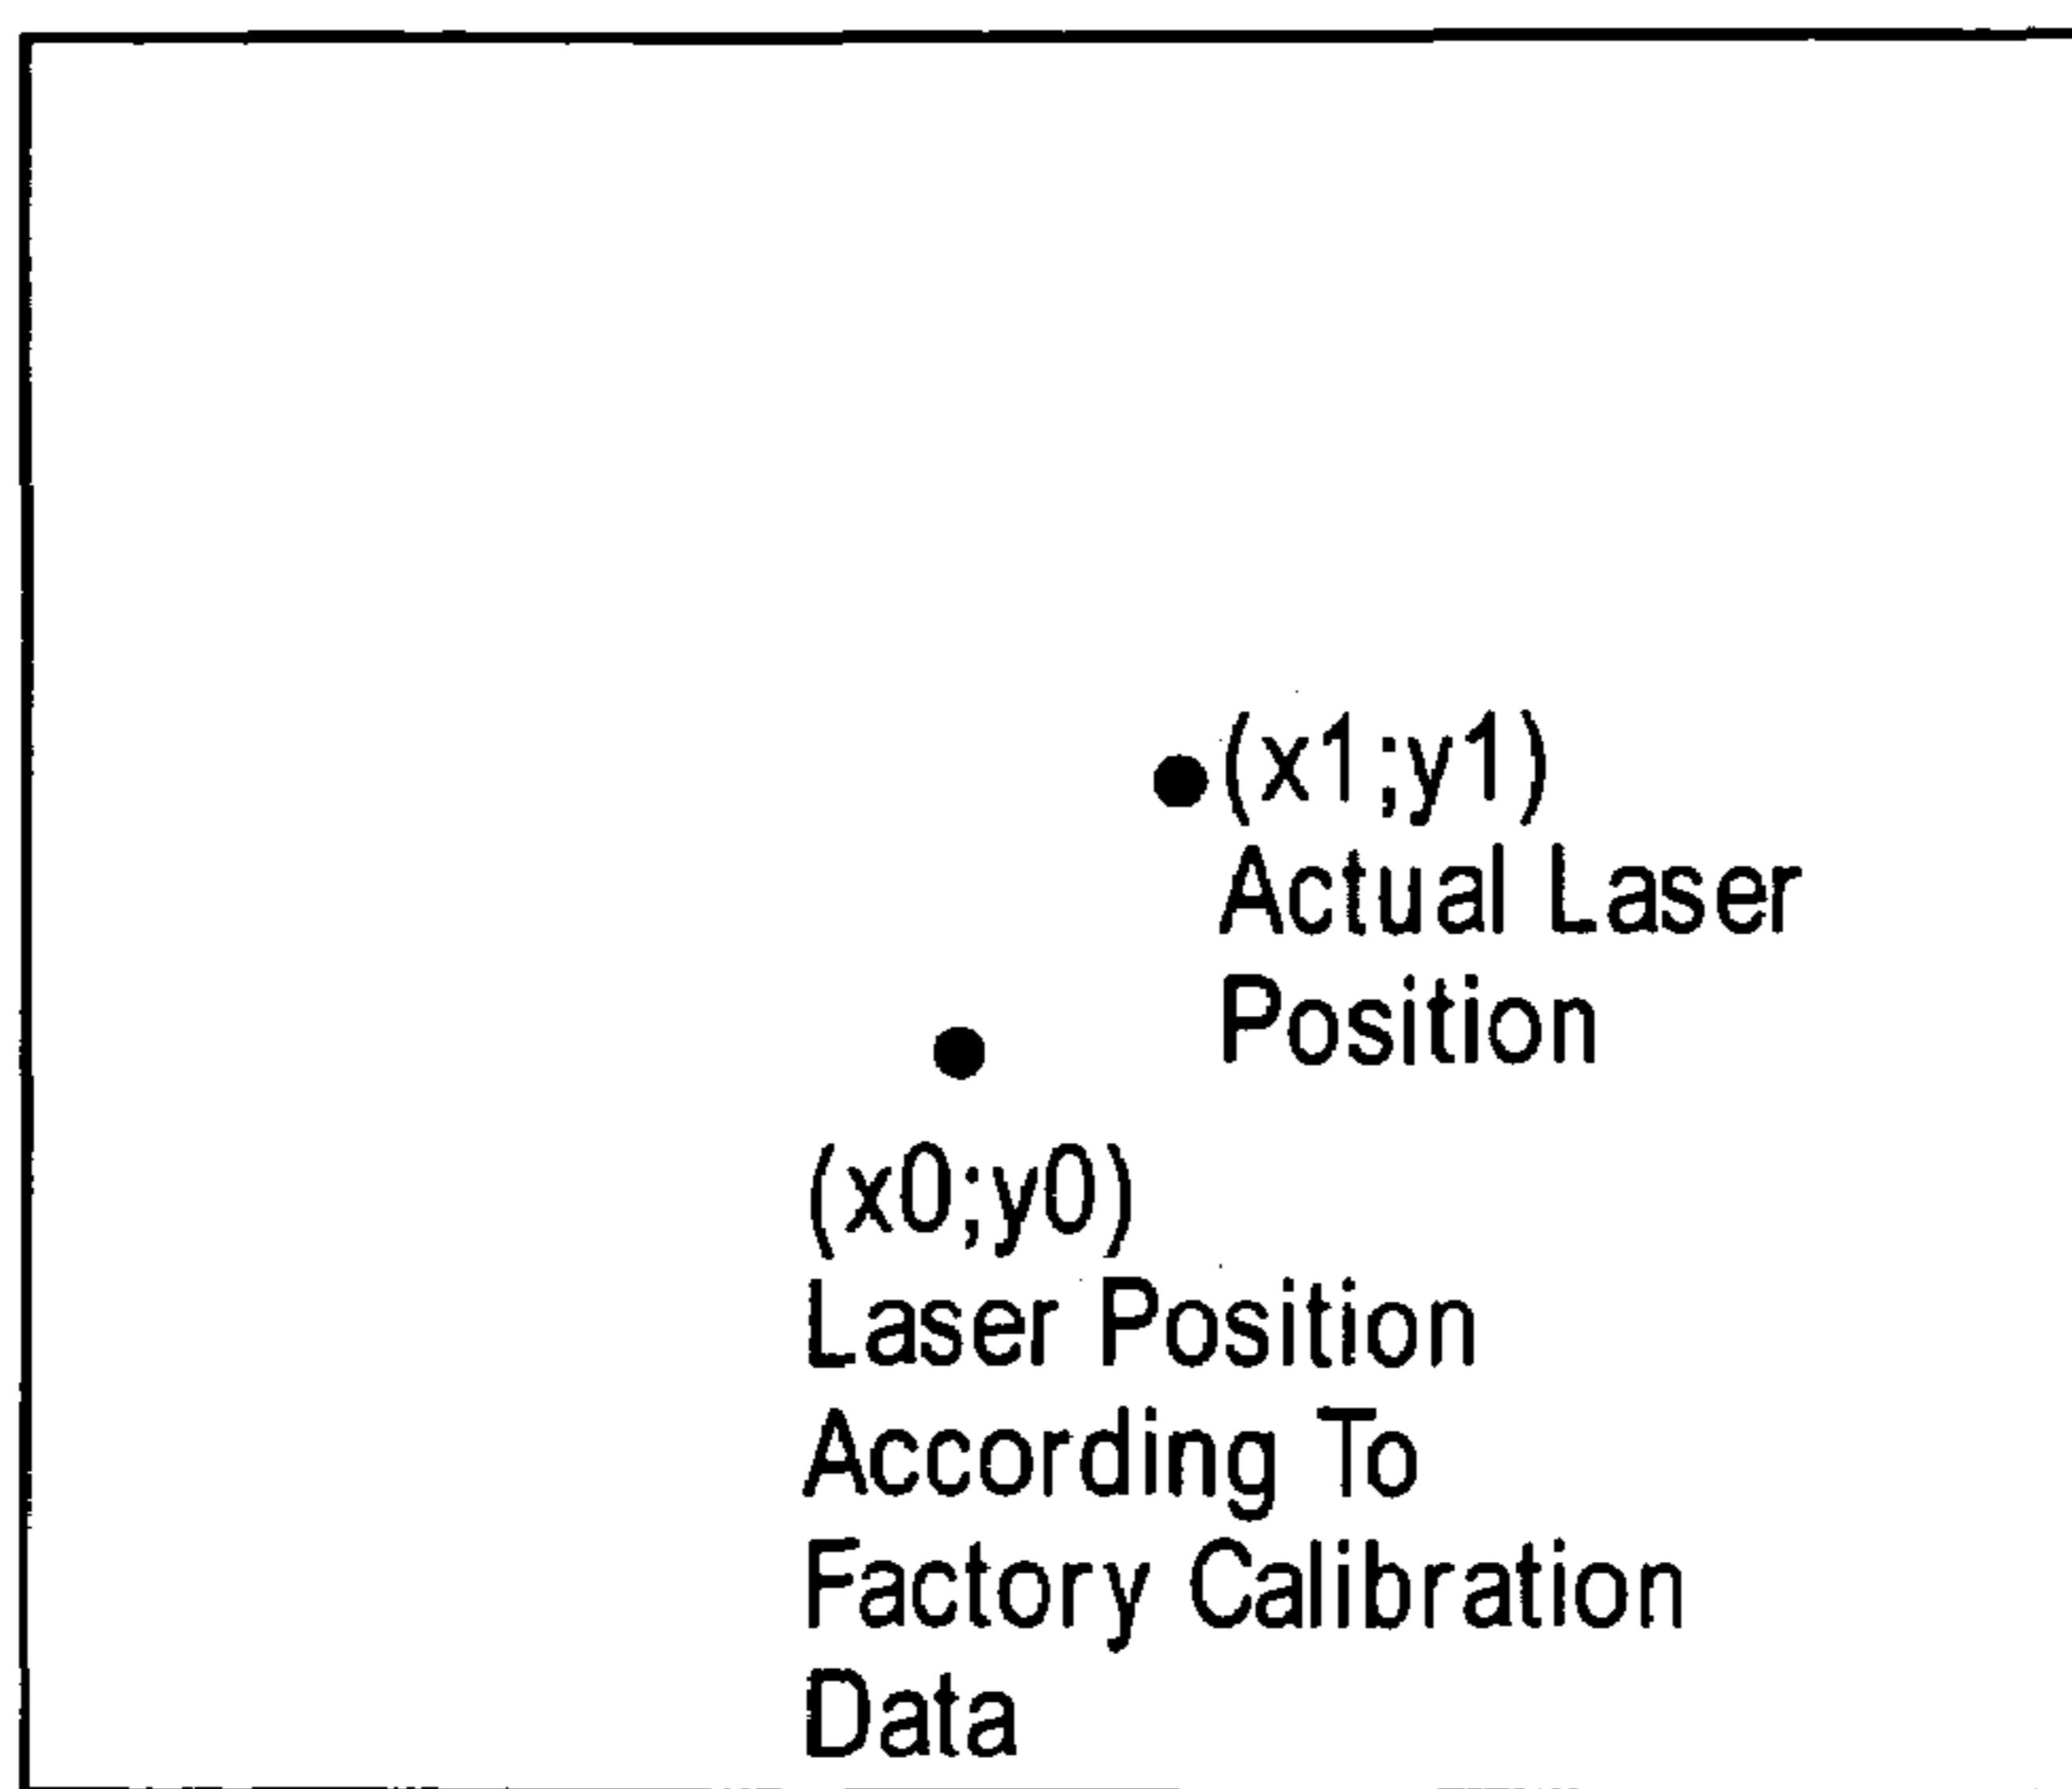 (x1;y1)
Actual Laser
Position
(x0;y0)
Laser Position
According To
Factory Calibration
Data